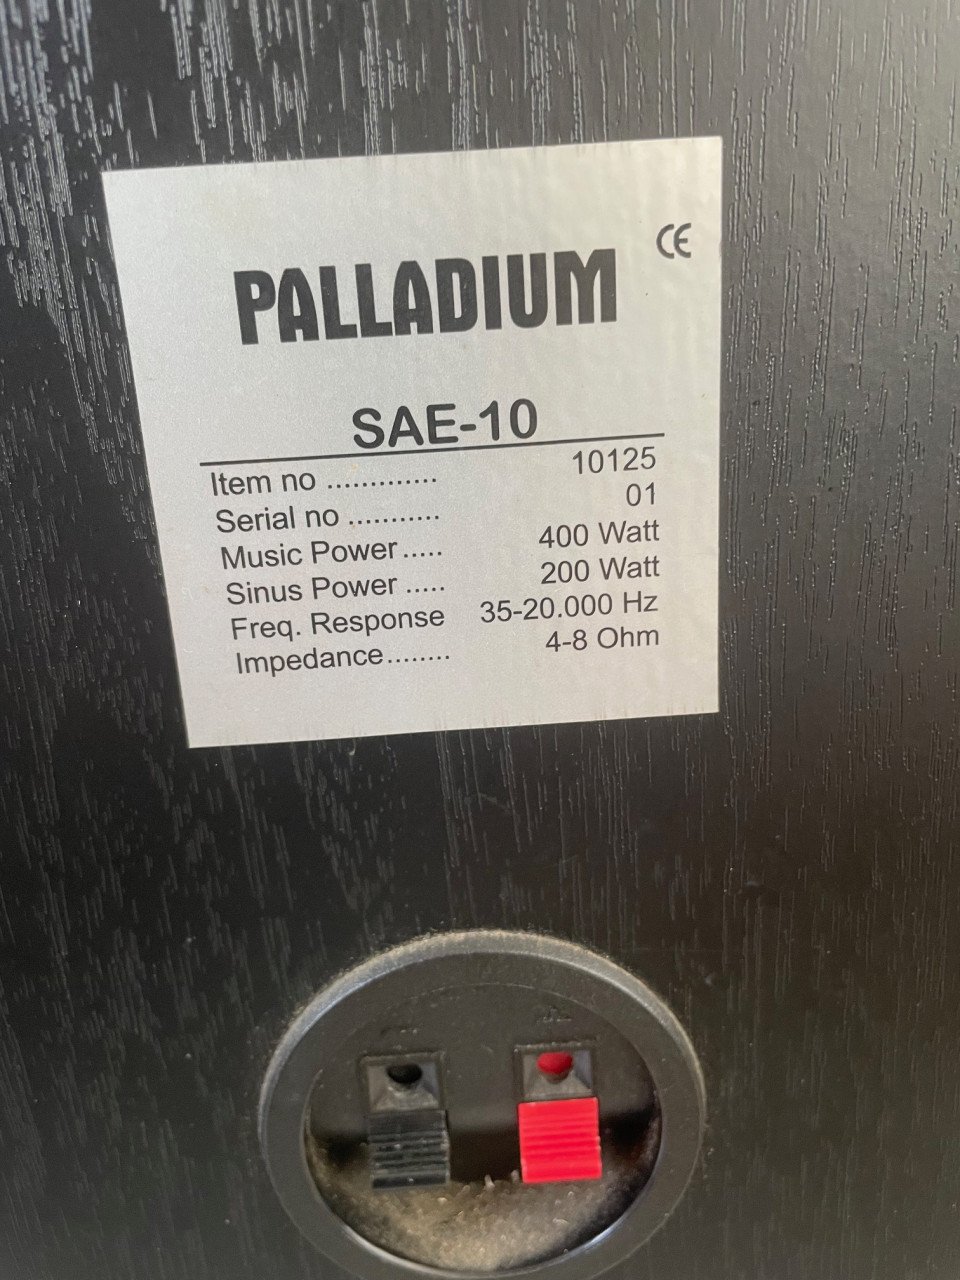 CE
PALLADIUM
SAE-10
Item no ............. 10125
Serial no ........... 01
Music Power..... 400 Watt
Sinus Power ..... 200 Watt
Freq. Response 35-20.000 Hz
Impedance........ 4-8 Ohm